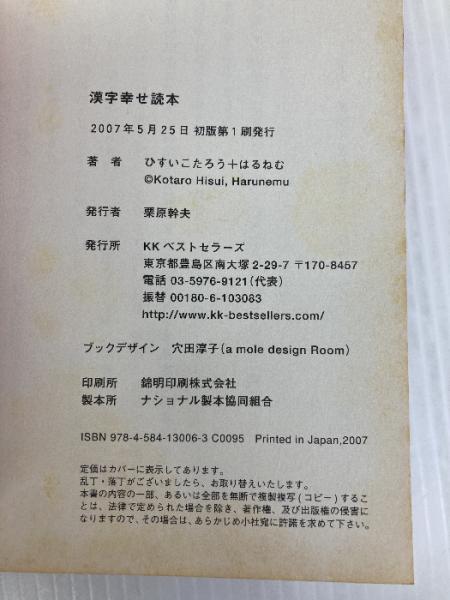 漢字幸せ読本
2007年5月25日 初版第1刷発行
著 者 ひすいこたろう＋はるねむ
©Kotaro Hisui, Harunemu
発行者 栗原幹夫
発行所 KKベストセラーズ
東京都豊島区南大塚2-29-7 〒170-8457
電話 03-5976-9121（代表）
振替 00180-6-103083
http://www.kk-bestsellers.com/
ブックデザイン 穴田淳子（a mole design Room）
印刷所 錦明印刷株式会社
製本所 ナショナル製本協同組合
ISBN 978-4-584-13006-3 C0095 Printed in Japan,2007
定価はカバーに表示してあります。
乱丁・落丁がございましたら、お取り替えいたします。
本書の内容の一部、あるいは全部を無断で複製複写（コピー）するこ
とは、法律で定められた場合を除き、著作権、及び出版権の侵害に
なりますので、その場合は、あらかじめ小社宛に許諾を求めて下さい。